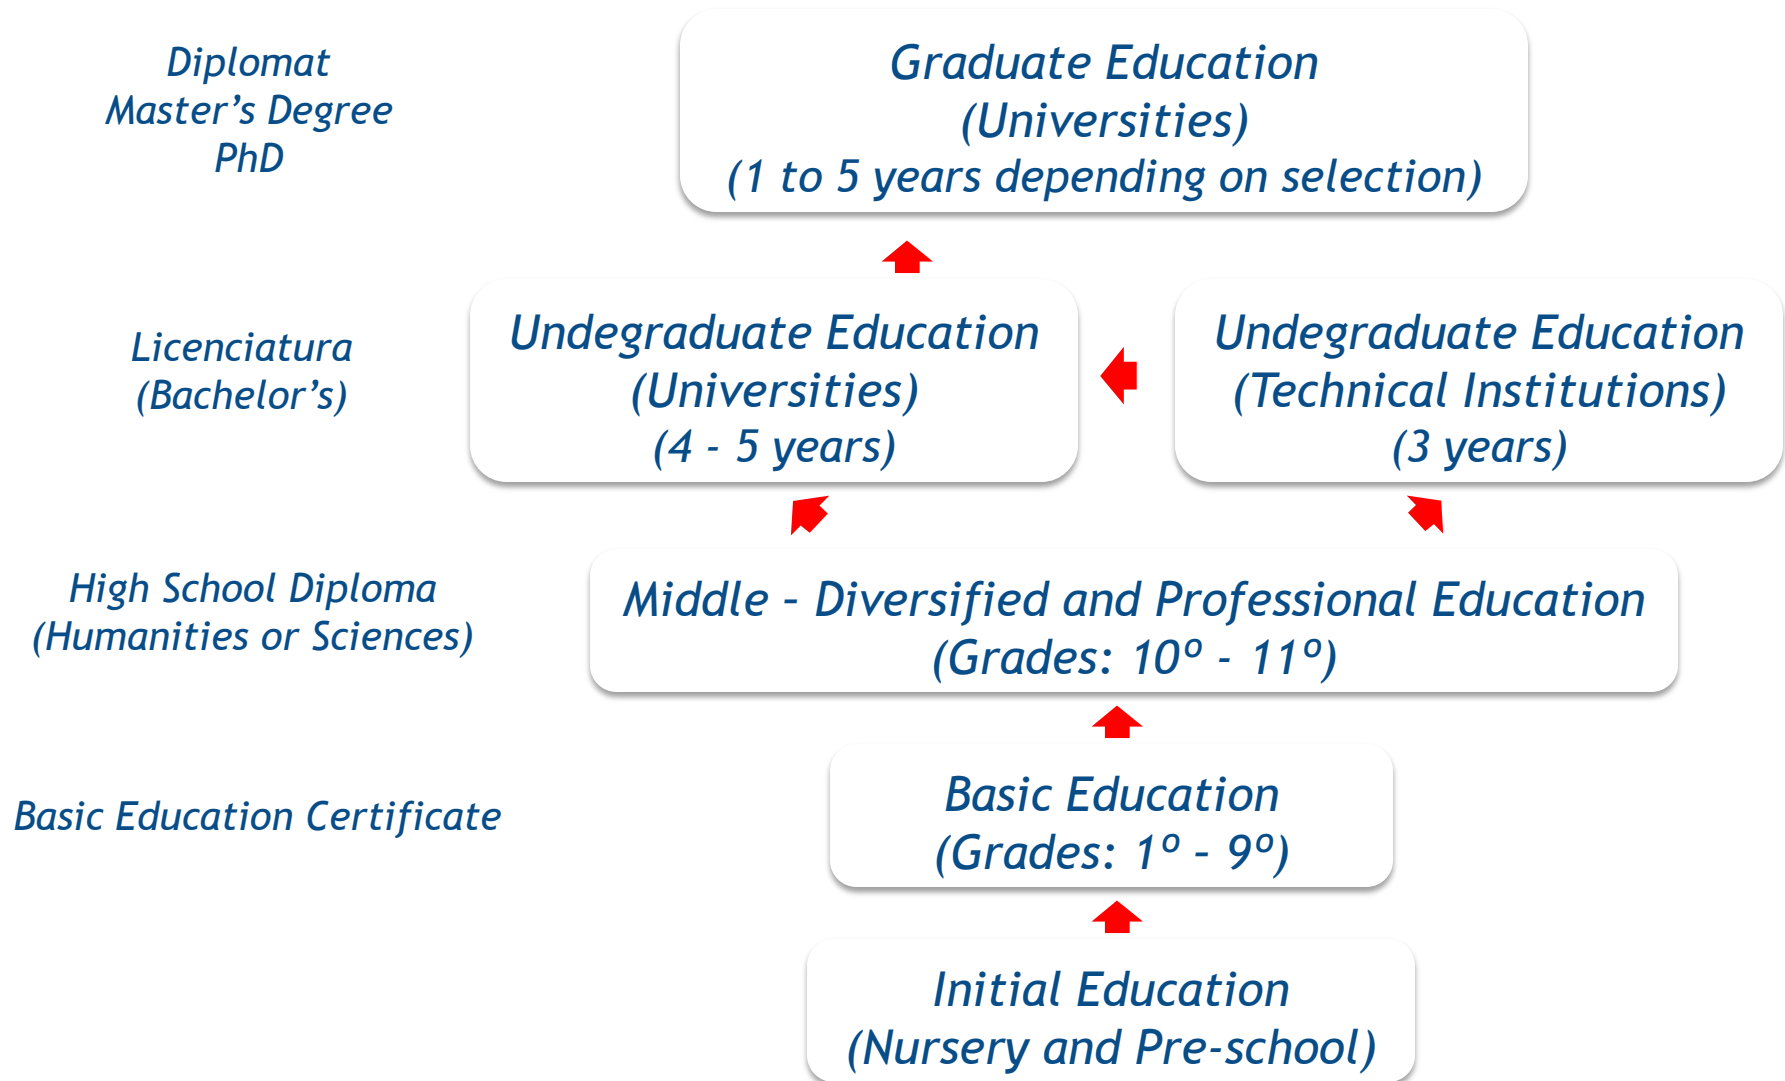 Diplomat
Master’s Degree
PhD
Graduate Education
(Universities)
(1 to 5 years depending on selection)
Licenciatura
(Bachelor’s)
Undegraduate Education
(Universities)
(4 - 5 years)
Undegraduate Education
(Technical Institutions)
(3 years)
High School Diploma
(Humanities or Sciences)
Middle – Diversified and Professional Education
(Grades: 10º - 11º)
Basic Education Certificate
Basic Education
(Grades: 1º – 9º)
Initial Education
(Nursery and Pre-school)